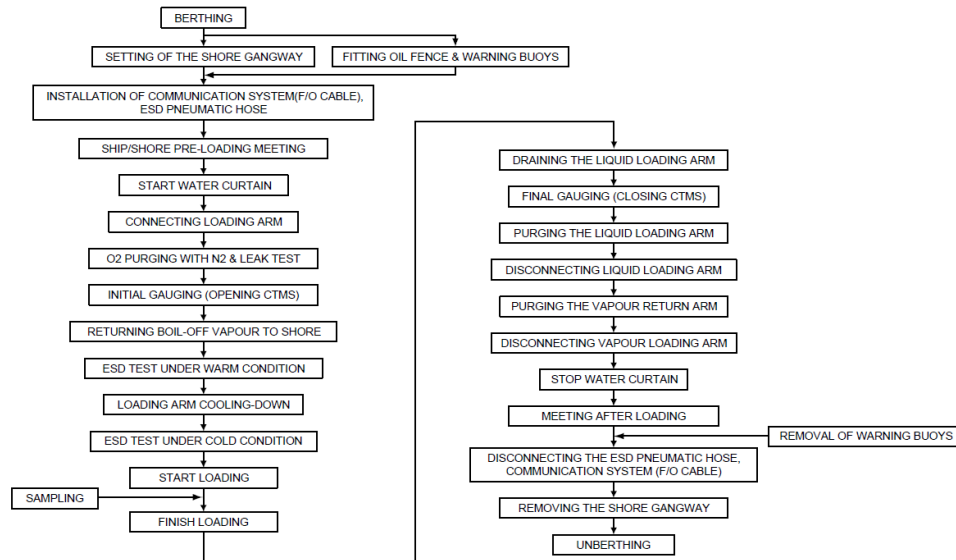 BERTHING
SETTING OF THE SHORE GANGWAY
FITTING OIL FENCE & WARNING BUOYS
INSTALLATION OF COMMUNICATION SYSTEM(F/O CABLE),
ESD PNEUMATIC HOSE
SHIP/SHORE PRE-LOADING MEETING
START WATER CURTAIN
CONNECTING LOADING ARM
O2 PURGING WITH N2 & LEAK TEST
INITIAL GAUGING (OPENING CTMS)
RETURNING BOIL-OFF VAPOUR TO SHORE
ESD TEST UNDER WARM CONDITION
LOADING ARM COOLING-DOWN
ESD TEST UNDER COLD CONDITION
START LOADING
SAMPLING
FINISH LOADING
DRAINING THE LIQUID LOADING ARM
FINAL GAUGING (CLOSING CTMS)
PURGING THE LIQUID LOADING ARM
DISCONNECTING LIQUID LOADING ARM
PURGING THE VAPOUR RETURN ARM
DISCONNECTING VAPOUR LOADING ARM
STOP WATER CURTAIN
MEETING AFTER LOADING
REMOVAL OF WARNING BUOYS
DISCONNECTING THE ESD PNEUMATIC HOSE,
COMMUNICATION SYSTEM (F/O CABLE)
REMOVING THE SHORE GANGWAY
UNBERTHING